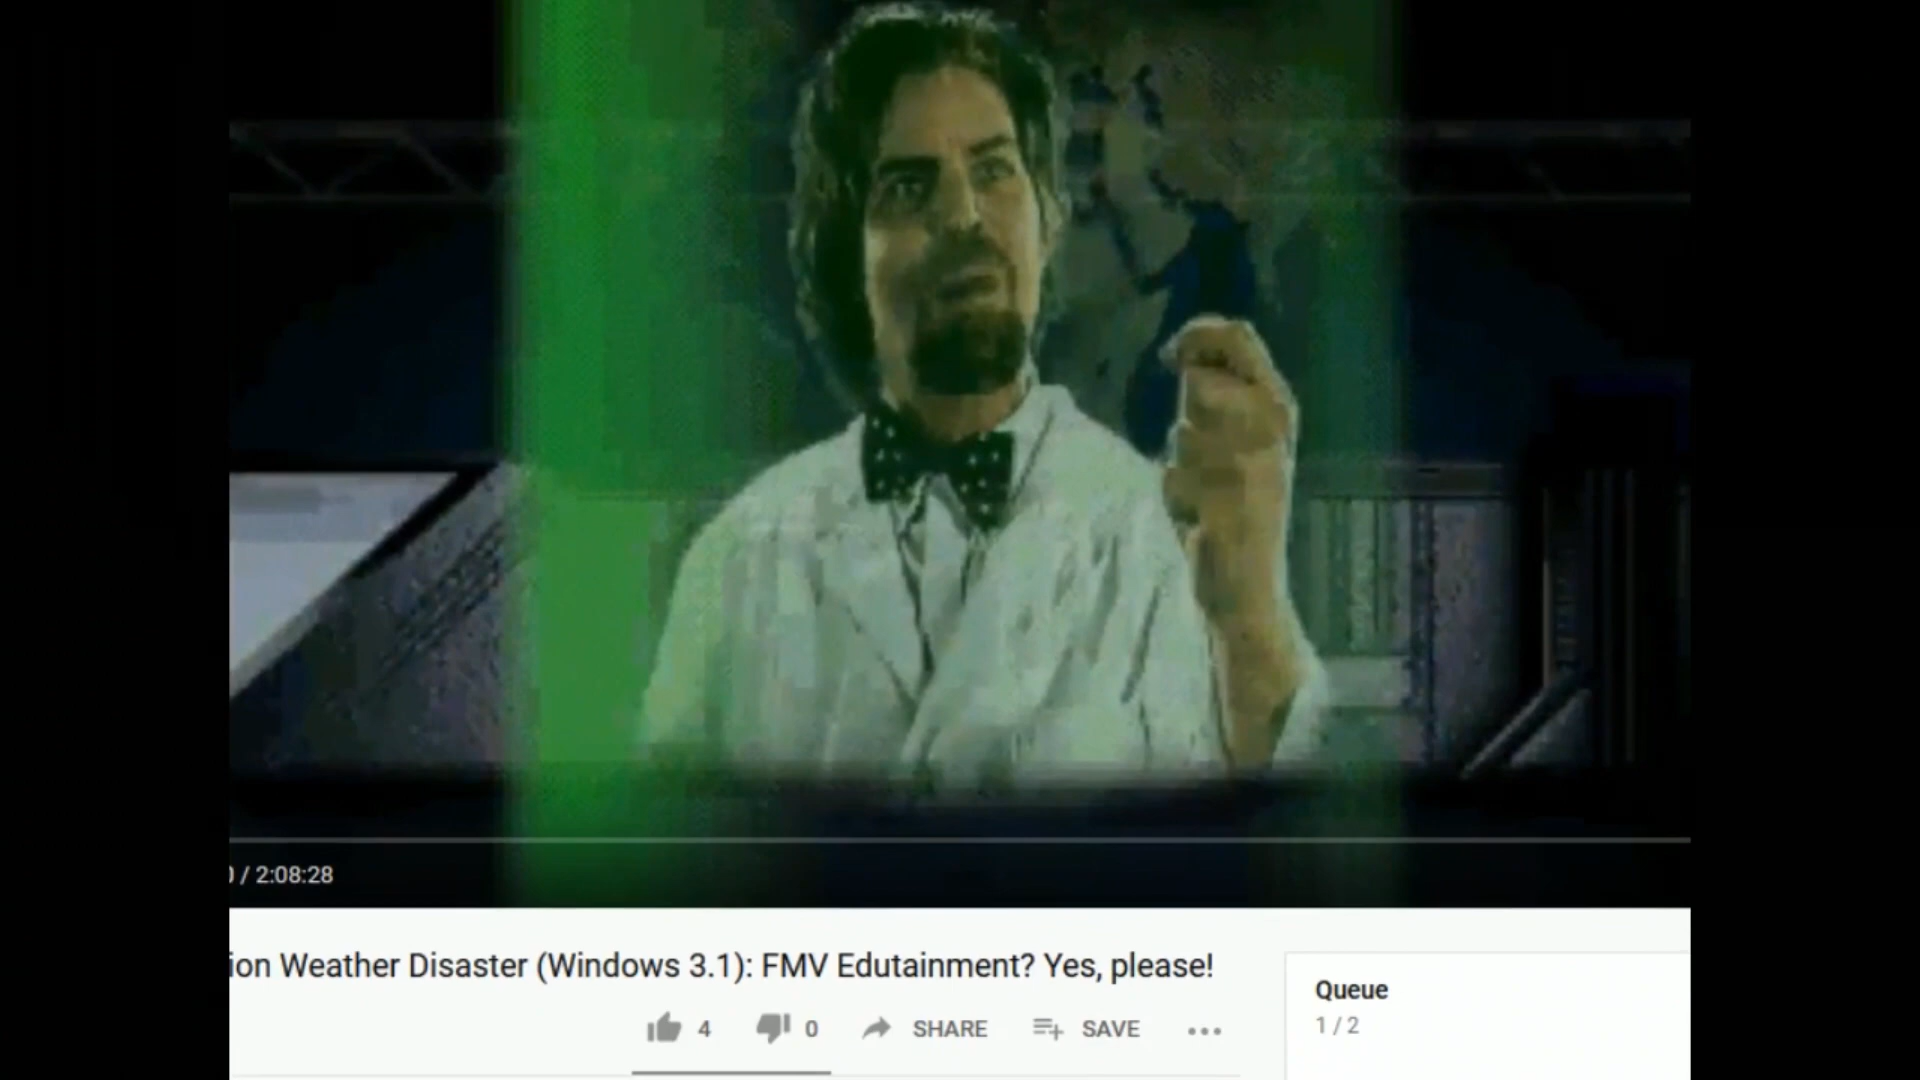 / 2:08:28
ion Weather Disaster (Windows 3.1): FMV Edutainment? Yes, please!
Queue
1 / 2
4
0
SHARE
SAVE